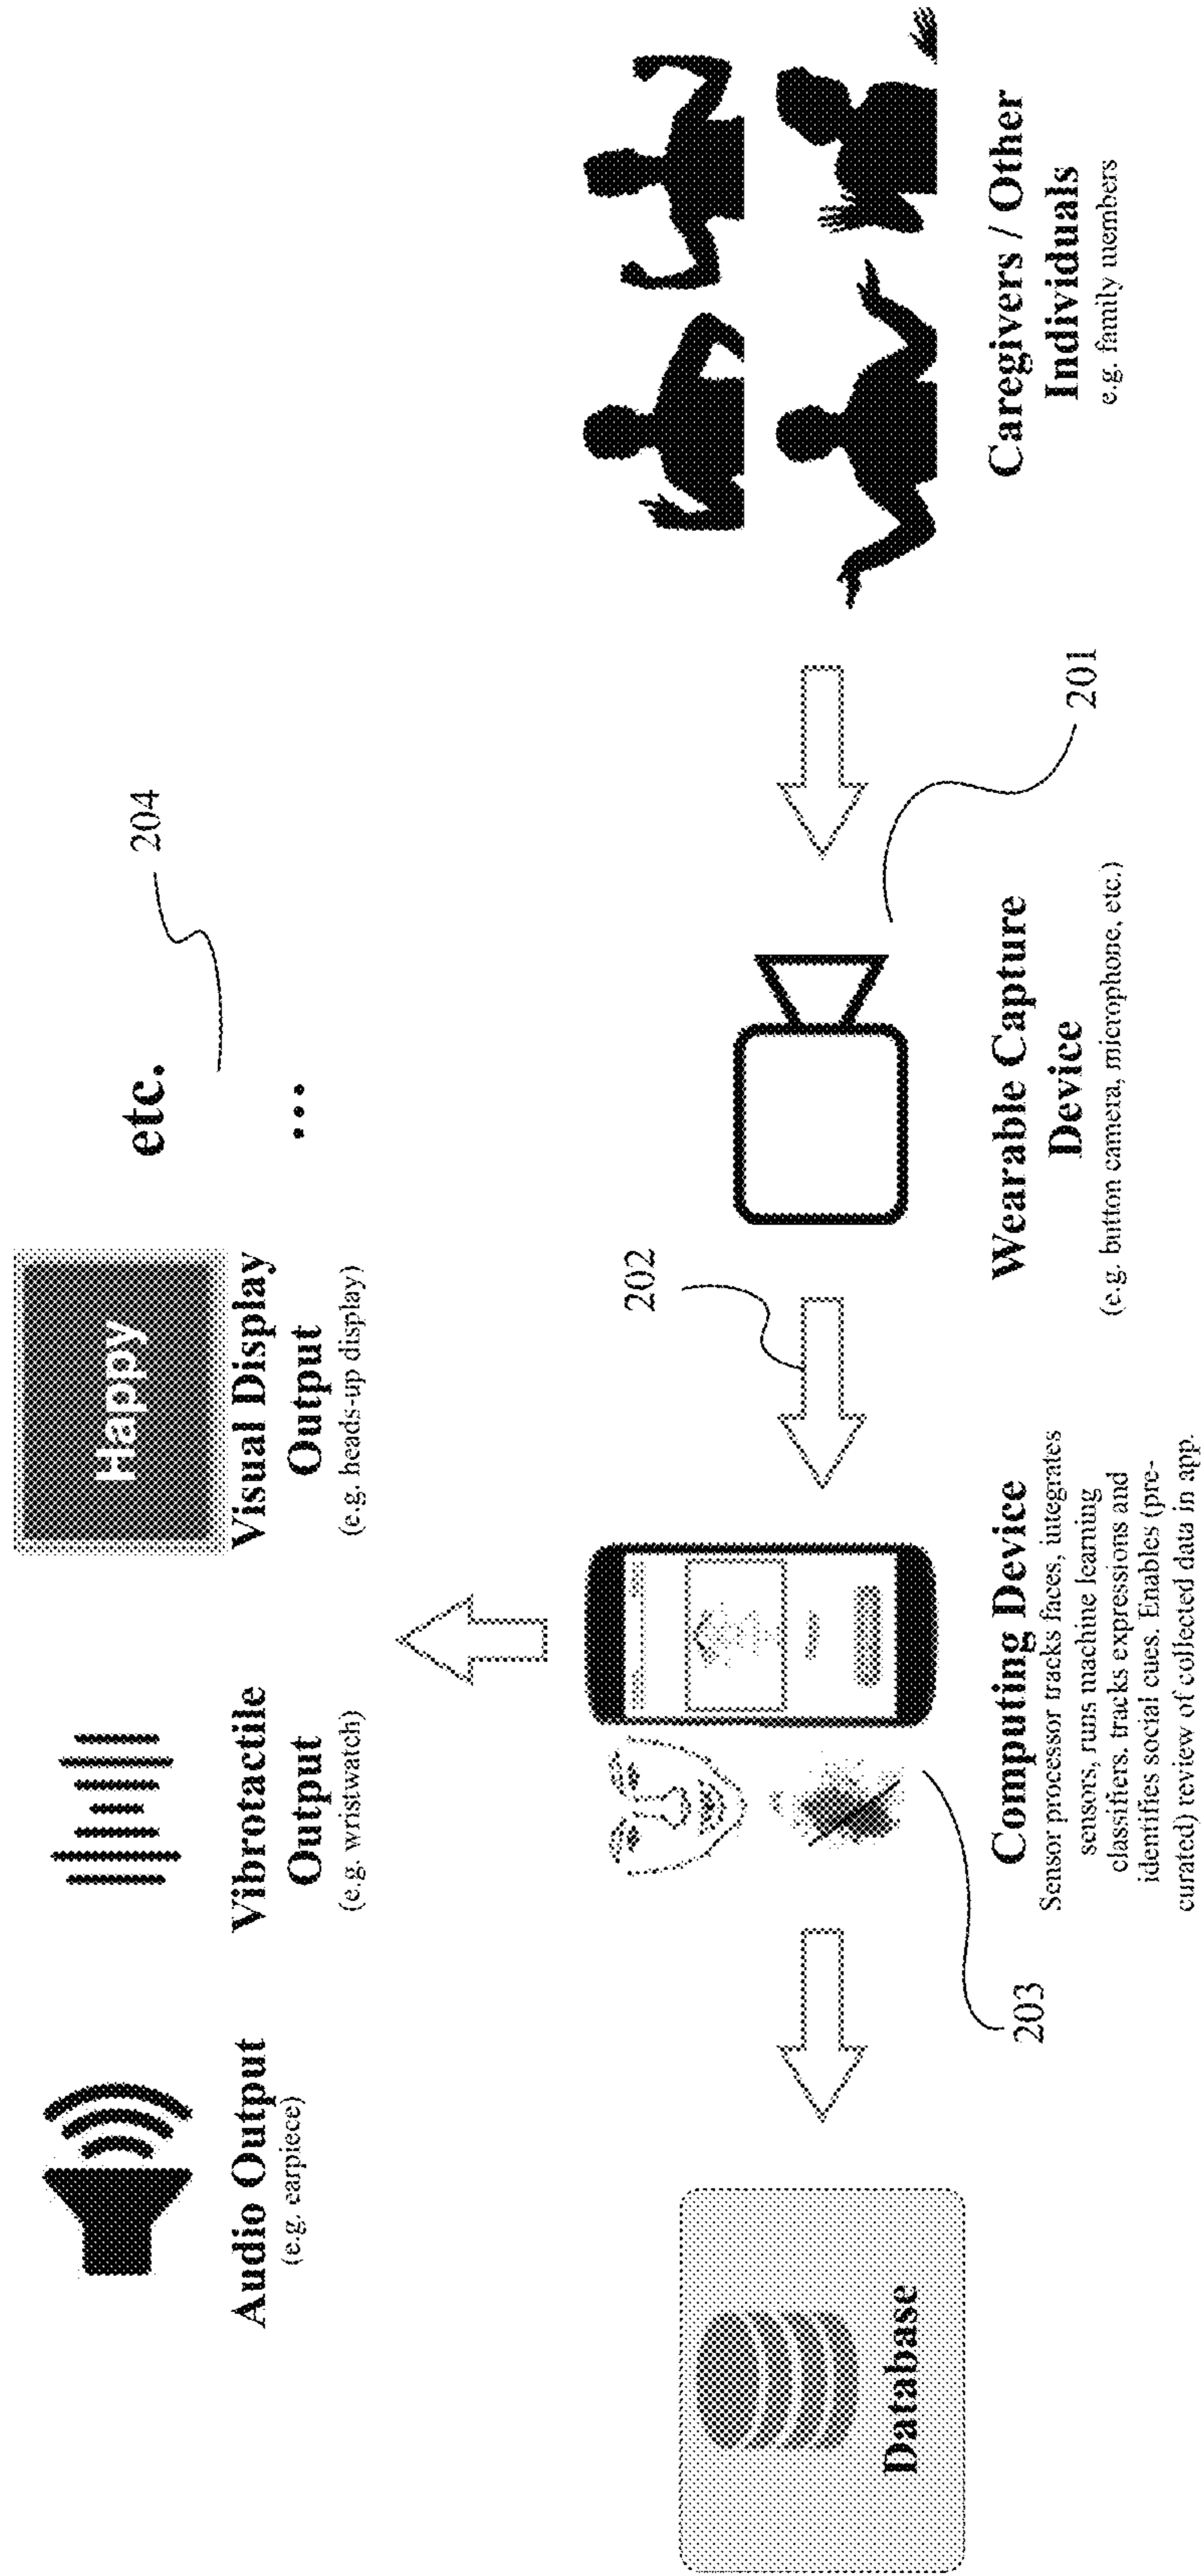 Audio Output
(e.g. earpiece)
Vibrotactile
Output
(e.g. wristwatch)
Happy
Visual Display
Output
(e.g. heads-up display)
etc.
...
204
202
Database
203
Computing Device
Sensor processor tracks faces, integrates
sensors, runs machine learning
classifiers, tracks expressions and
identifies social cues. Enables (pre-
curated) review of collected data in app.
Wearable Capture
Device
(e.g. button camera, microphone, etc.)
201
Caregivers / Other
Individuals
e.g. family members